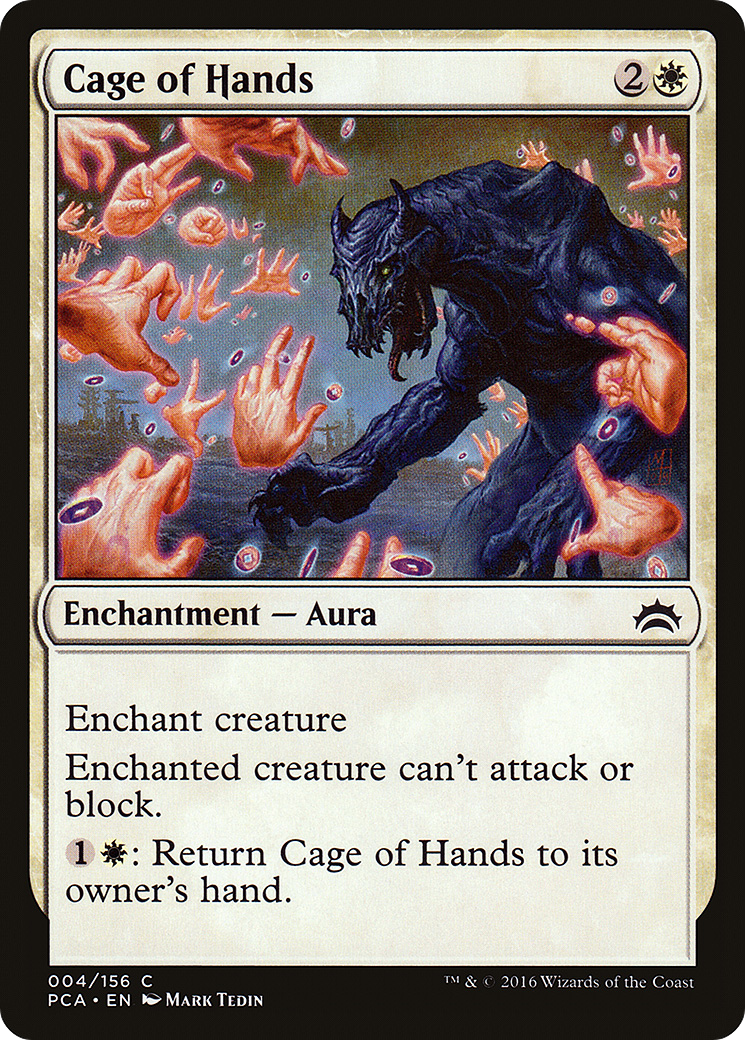 Cage of Hands 2
Enchantment — Aura
Enchant creature
Enchanted creature can't attack or
block.
1 : Return Cage of Hands to its
owner's hand.
004/156 C
PCA • EN Mark Tedin
™ & © 2016 Wizards of the Coast